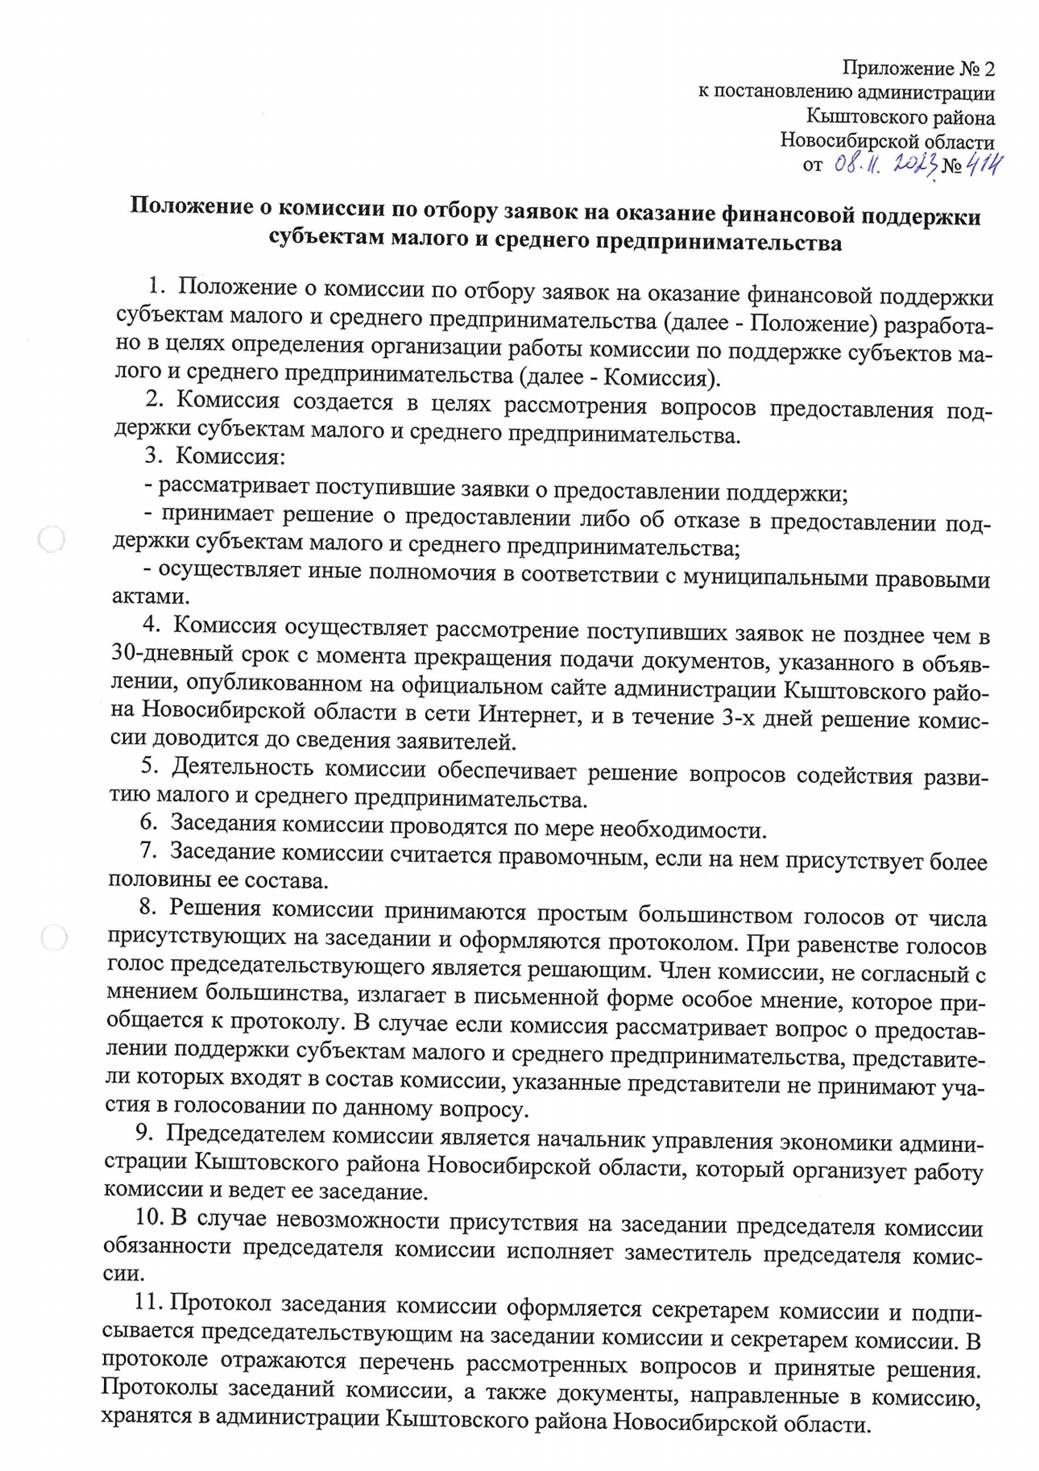 Приложение № 2
к постановлению администрации
Кыштовского района
Новосибирской области
от 08.11.2023 № 414
Положение о комиссии по отбору заявок на оказание финансовой поддержки
субъектам малого и среднего предпринимательства
1. Положение о комиссии по отбору заявок на оказание финансовой поддержки
субъектам малого и среднего предпринимательства (далее - Положение) разработа-
но в целях определения организации работы комиссии по поддержке субъектов ма-
лого и среднего предпринимательства (далее - Комиссия).
2. Комиссия создается в целях рассмотрения вопросов предоставления под-
держки субъектам малого и среднего предпринимательства.
3. Комиссия:
- рассматривает поступившие заявки о предоставлении поддержки;
- принимает решение о предоставлении либо об отказе в предоставлении под-
держки субъектам малого и среднего предпринимательства;
- осуществляет иные полномочия в соответствии с муниципальными правовыми
актами.
4. Комиссия осуществляет рассмотрение поступивших заявок не позднее чем в
30-дневный срок с момента прекращения подачи документов, указанного в объяв-
лении, опубликованном на официальном сайте администрации Кыштовского райо-
на Новосибирской области в сети Интернет, и в течение 3-х дней решение комис-
сии доводится до сведения заявителей.
5. Деятельность комиссии обеспечивает решение вопросов содействия разви-
тию малого и среднего предпринимательства.
6. Заседания комиссии проводятся по мере необходимости.
7. Заседание комиссии считается правомочным, если на нем присутствует более
половины ее состава.
8. Решения комиссии принимаются простым большинством голосов от числа
присутствующих на заседании и оформляются протоколом. При равенстве голосов
голос председательствующего является решающим. Член комиссии, не согласный с
мнением большинства, излагает в письменной форме особое мнение, которое при-
общается к протоколу. В случае если комиссия рассматривает вопрос о предостав-
лении поддержки субъектам малого и среднего предпринимательства, представите-
ли которых входят в состав комиссии, указанные представители не принимают уча-
стия в голосовании по данному вопросу.
9. Председателем комиссии является начальник управления экономики админи-
страции Кыштовского района Новосибирской области, который организует работу
комиссии и ведет ее заседание.
10. В случае невозможности присутствия на заседании председателя комиссии
обязанности председателя комиссии исполняет заместитель председателя комис-
сии.
11. Протокол заседания комиссии оформляется секретарем комиссии и подпи-
сывается председательствующим на заседании комиссии и секретарем комиссии. В
протоколе отражаются перечень рассмотренных вопросов и принятые решения.
Протоколы заседаний комиссии, а также документы, направленные в комиссию,
хранятся в администрации Кыштовского района Новосибирской области.